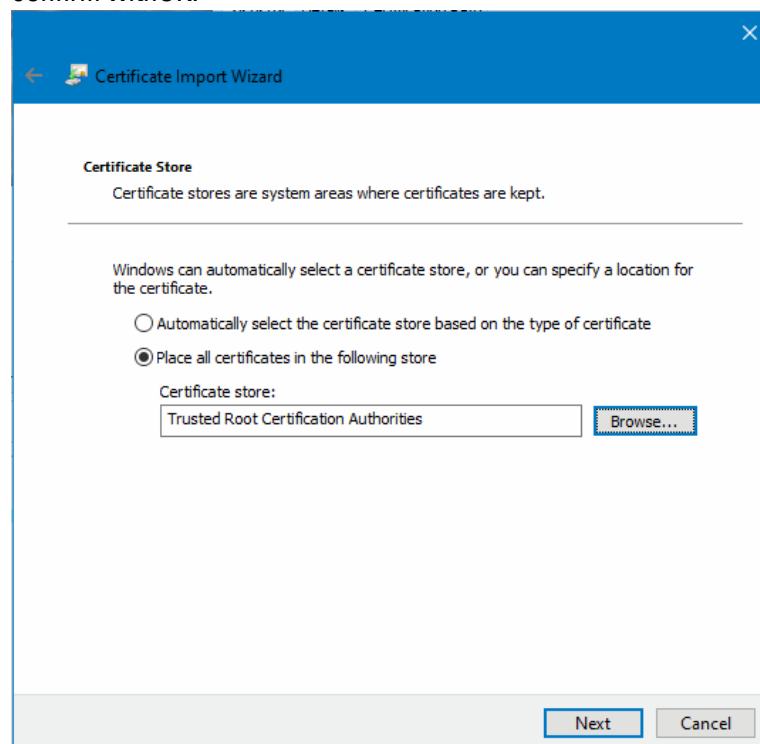 Certificate Import Wizard
Certificate Store
Certificate stores are system areas where certificates are kept.
Windows can automatically select a certificate store, or you can specify a location for
the certificate.
Automatically select the certificate store based on the type of certificate
Place all certificates in the following store
Certificate store:
Trusted Root Certification Authorities
Browse...
Next
Cancel